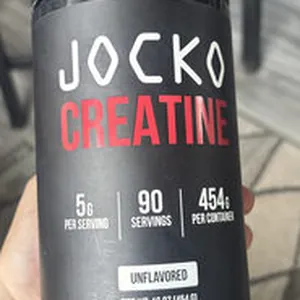 JOCKO
CREATINE
5G 90 454G
PER SERVING SERVINGS PER CONTAINER
UNFLAVORED